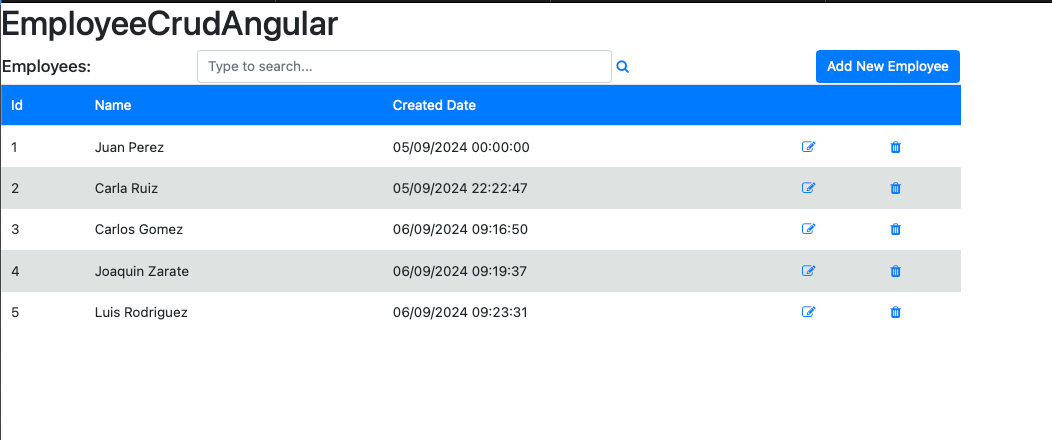 EmployeeCrudAngular
Employees: Type to search... Add New Employee
Id Name Created Date
1 Juan Perez 05/09/2024 00:00:00
2 Carla Ruiz 05/09/2024 22:22:47
3 Carlos Gomez 06/09/2024 09:16:50
4 Joaquin Zarate 06/09/2024 09:19:37
5 Luis Rodriguez 06/09/2024 09:23:31